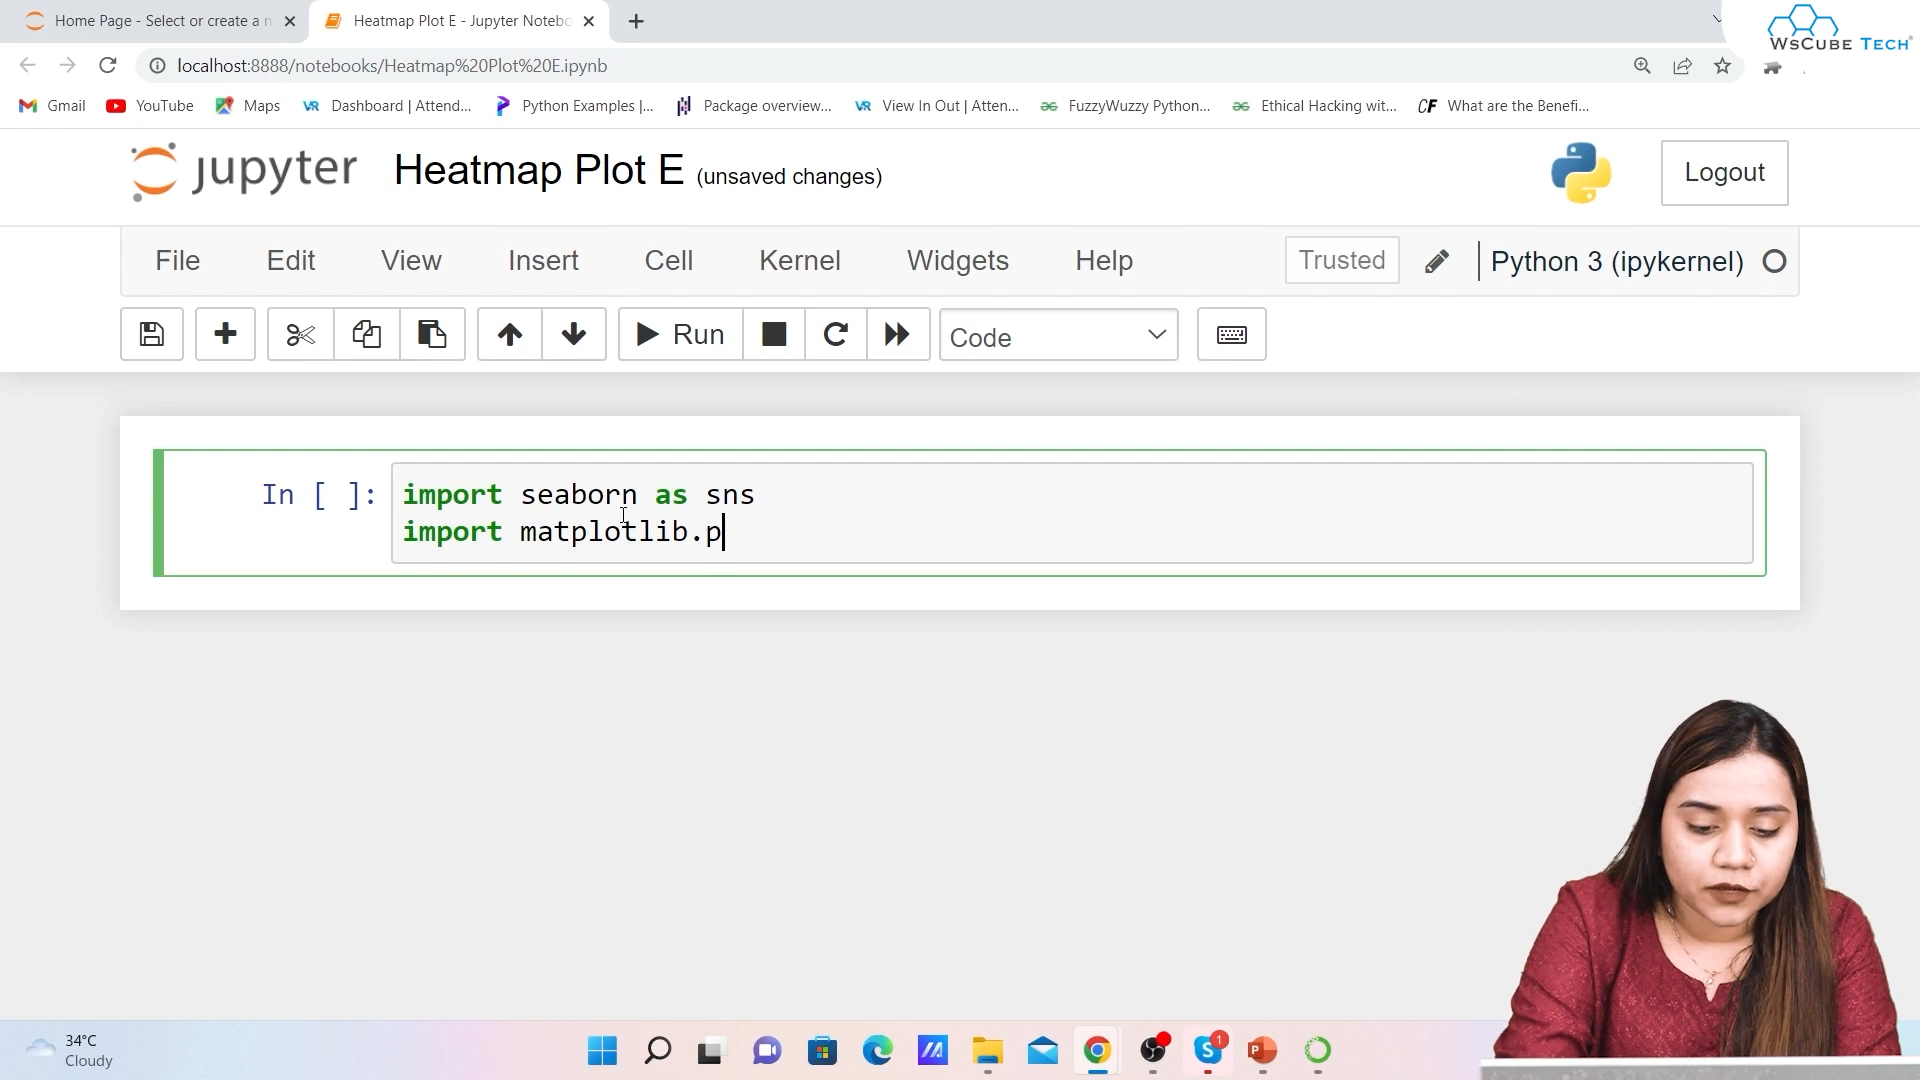 Home Page - Select or create a n
Heatmap Plot E - Jupyter Notebo
WsCube Tech
localhost:8888/notebooks/Heatmap%20Plot%20E.ipynb
Gmail
YouTube
Maps
Dashboard | Attend...
Python Examples |...
Package overview...
View In Out | Atten...
FuzzyWuzzy Python...
Ethical Hacking wit...
What are the Benefi...
jupyter Heatmap Plot E (unsaved changes)
Logout
File Edit View Insert Cell Kernel Widgets Help
Trusted
Python 3 (ipykernel)
Run
Code
In [ ]: import seaborn as sns
import matplotlib.p
34°C
Cloudy
1